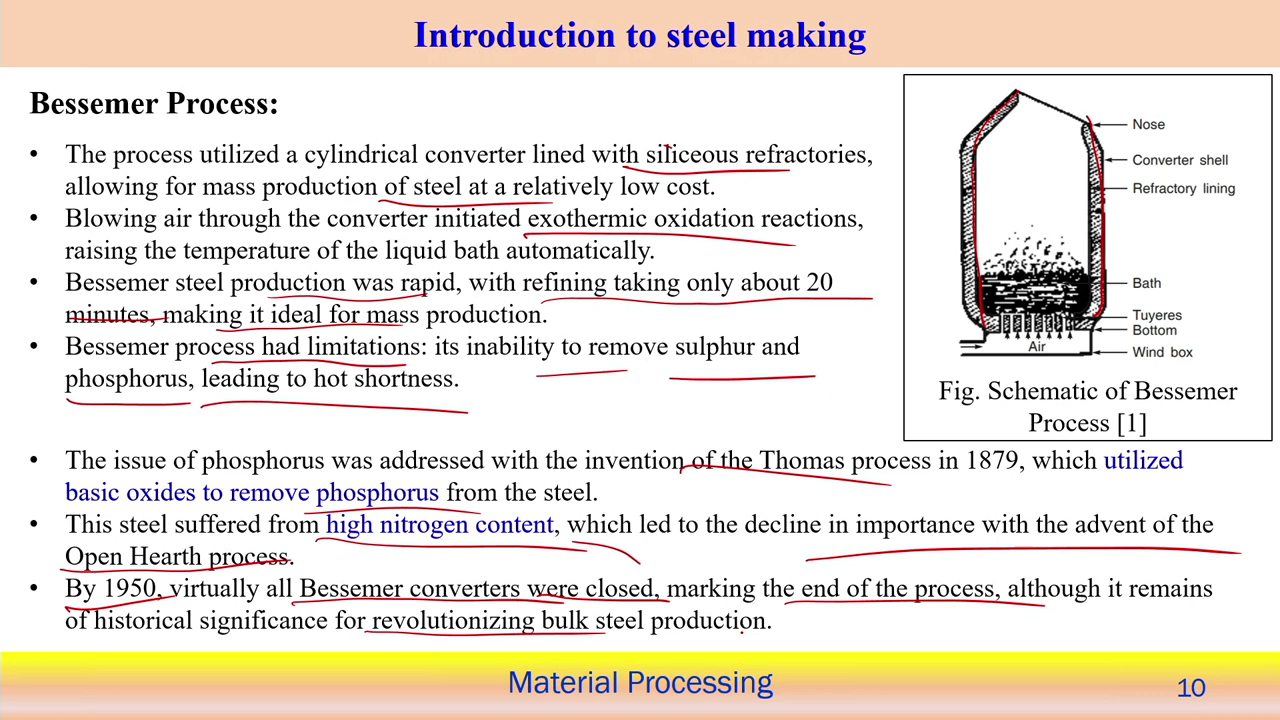 Introduction to steel making
Bessemer Process:
• The process utilized a cylindrical converter lined with siliceous refractories,
allowing for mass production of steel at a relatively low cost.
• Blowing air through the converter initiated exothermic oxidation reactions,
raising the temperature of the liquid bath automatically.
• Bessemer steel production was rapid, with refining taking only about 20
minutes, making it ideal for mass production.
• Bessemer process had limitations: its inability to remove sulphur and
phosphorus, leading to hot shortness.
Nose
Converter shell
Refractory lining
Bath
Tuyeres
Bottom
Air
Wind box
Fig. Schematic of Bessemer
Process [1]
• The issue of phosphorus was addressed with the invention of the Thomas process in 1879, which utilized
basic oxides to remove phosphorus from the steel.
• This steel suffered from high nitrogen content, which led to the decline in importance with the advent of the
Open Hearth process.
• By 1950, virtually all Bessemer converters were closed, marking the end of the process, although it remains
of historical significance for revolutionizing bulk steel production.
Material Processing
10